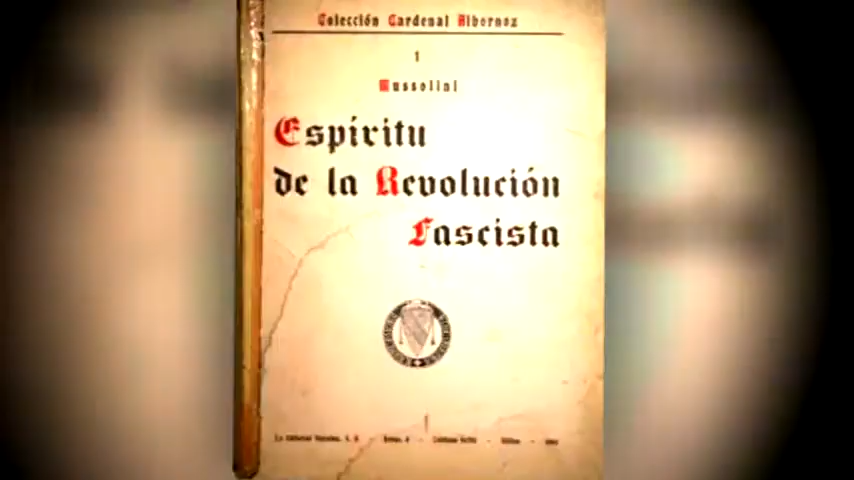 Colección Cardenal Albornoz
1
Mussolini
Espíritu
de la Revolución
Fascista